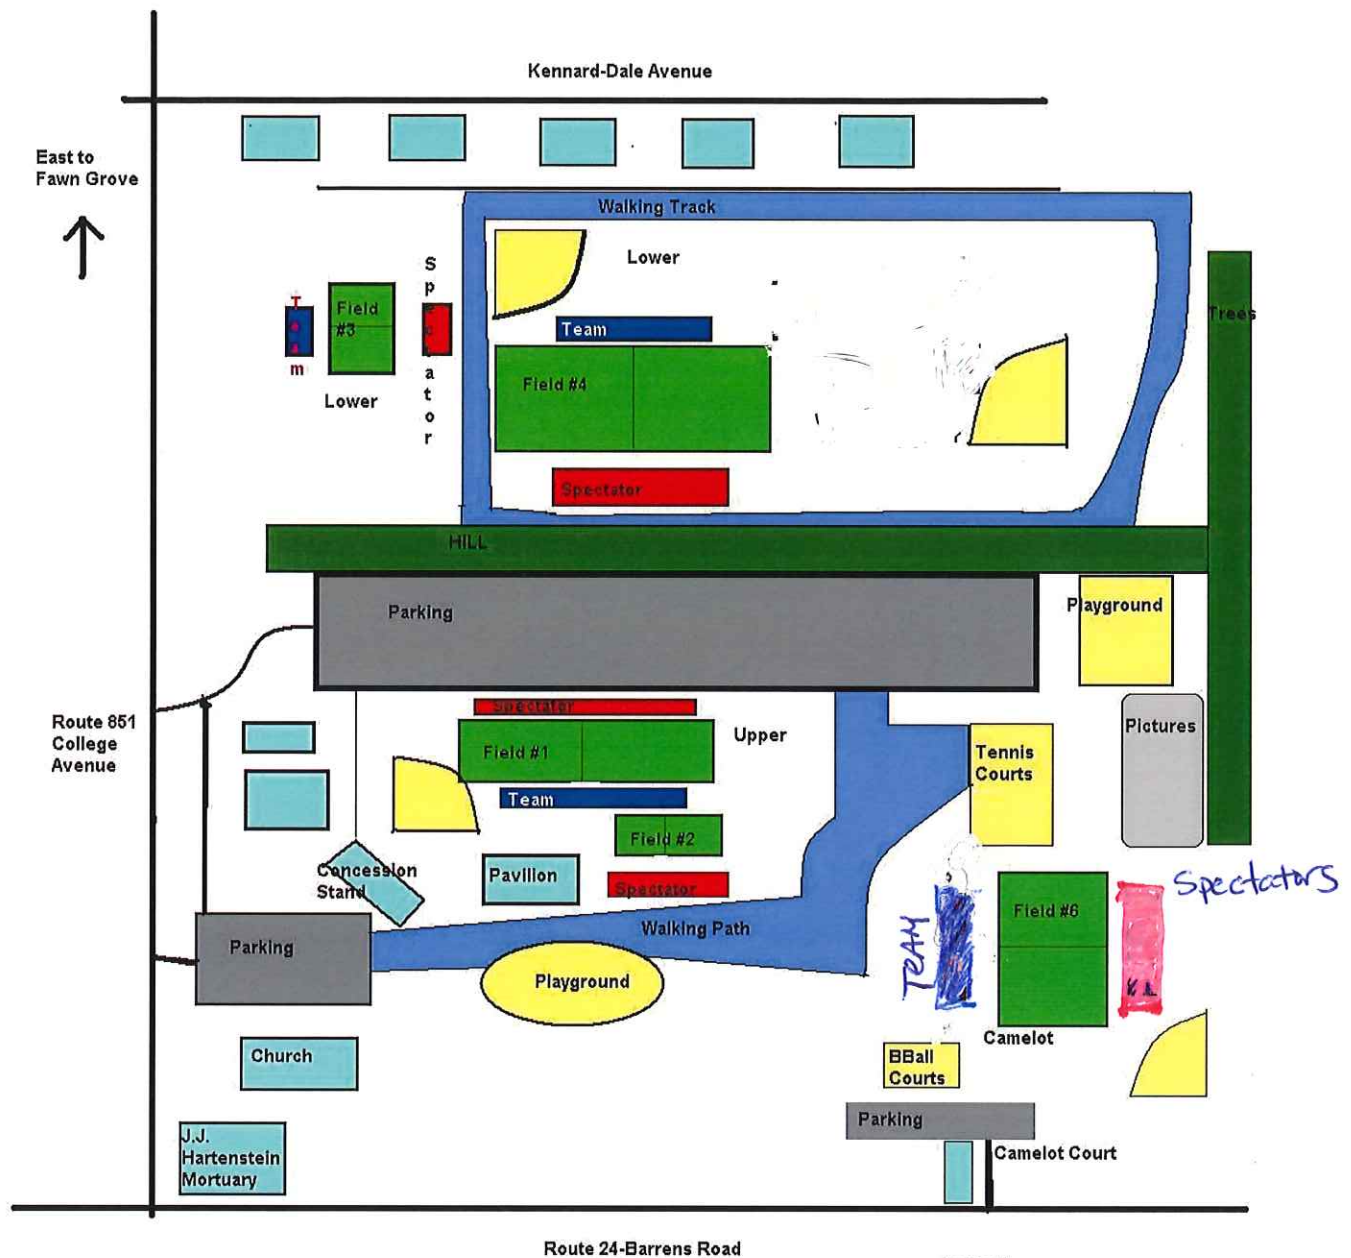 Kennard-Dale Avenue
East to
Fawn Grove
Walking Track
Lower
Spectator
Team
Field
#3
Lower
Team
Field #4
Spectator
Trees
HILL
Parking
Playground
Route 851
College
Avenue
Spectator
Field #1
Upper
Team
Field #2
Spectator
Tennis
Courts
Pictures
Concession
Stand
Pavilion
Walking Path
Parking
Playground
TEAM
Field #6
Spectators
Camelot
Church
BBall
Courts
Parking
J.J.
Hartenstein
Mortuary
Camelot Court
Route 24-Barrens Road